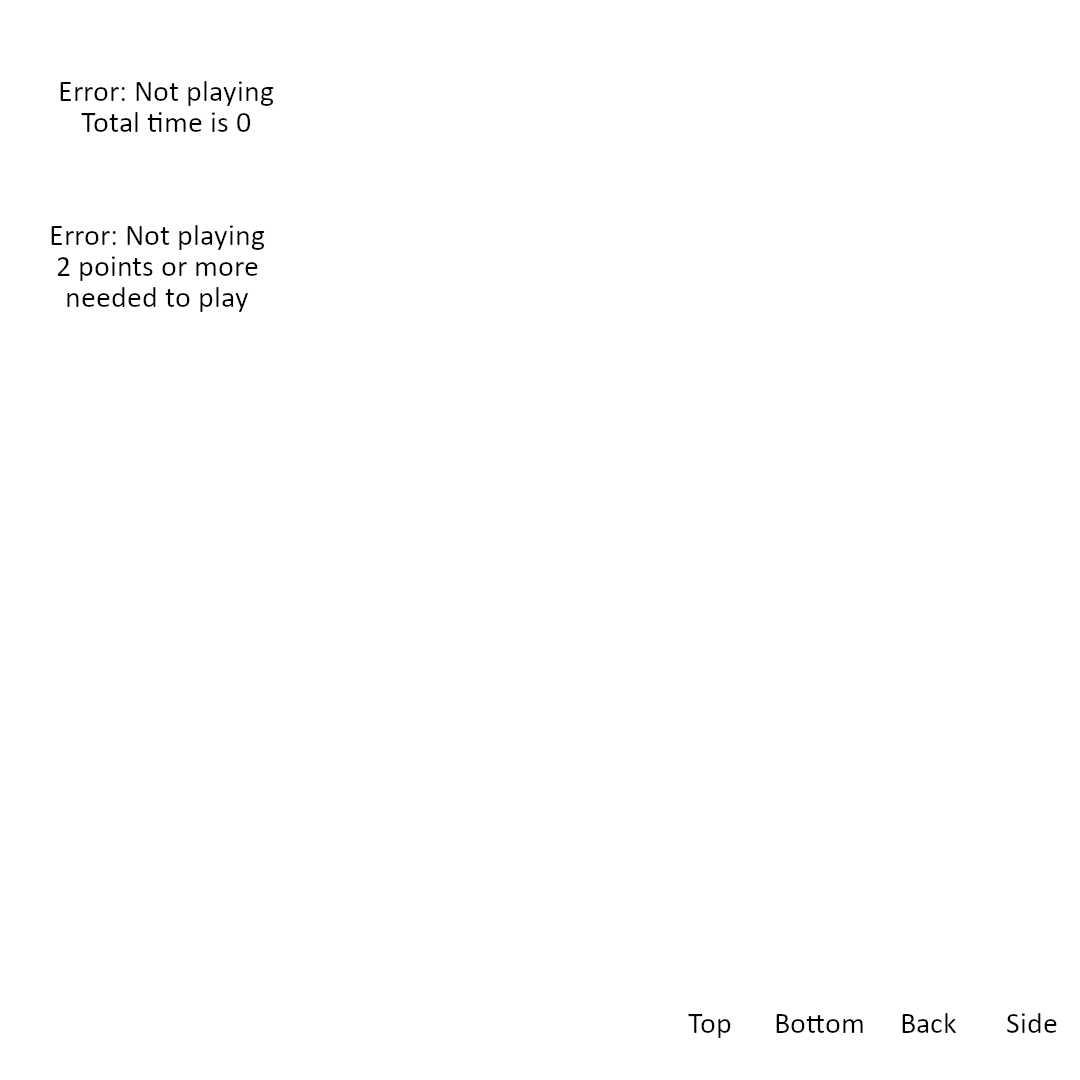 Error: Not playing
Total time is 0
Error: Not playing
2 points or more
needed to play
Top Bottom Back Side